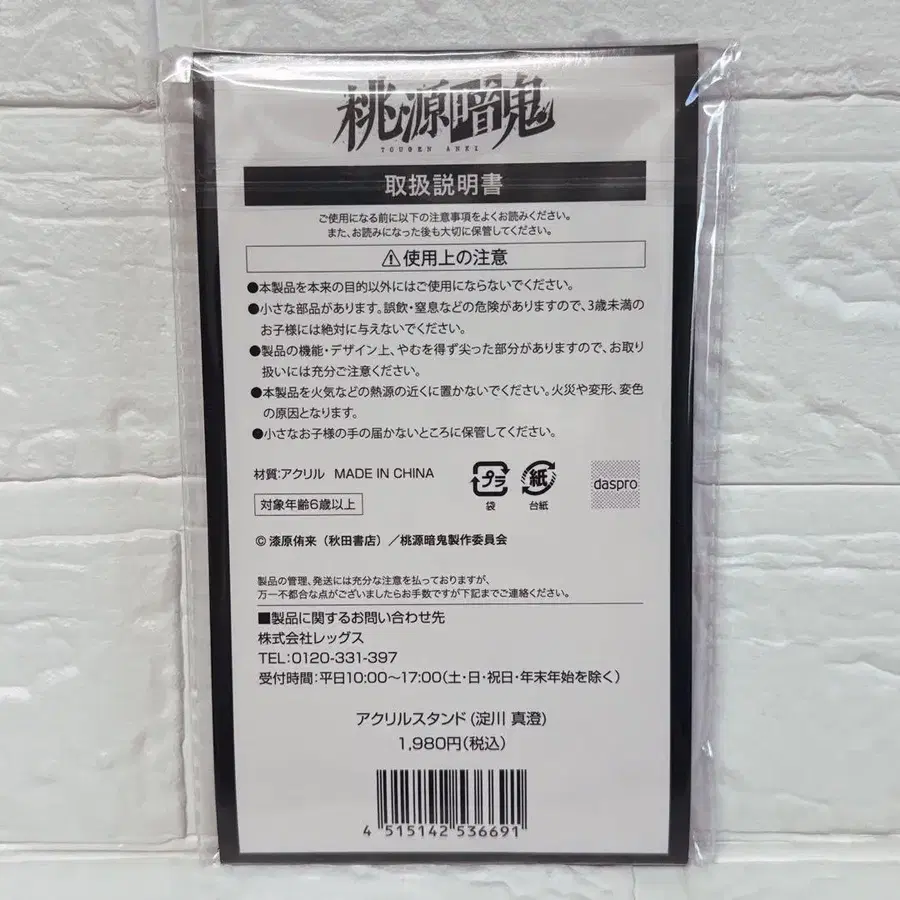 桃源暗鬼
TOUGEN ANKI
取扱説明書
ご使用になる前に以下の注意事項をよくお読みください。
また、お読みになった後も大切に保管してください。
⚠使用上の注意
●本製品を本来の目的以外にはご使用にならないでください。
●小さな部品があります。誤飲・窒息などの危険がありますので、3歳未満の
お子様には絶対に与えないでください。
●製品の機能・デザイン上、やむを得ず尖った部分がありますので、お取り
扱いには充分ご注意ください。
●本製品を火気などの熱源の近くに置かないでください。火災や変形、変色
の原因となります。
●小さなお子様の手の届かないところに保管してください。
材質:アクリル MADE IN CHINA
プラ
袋
紙
台紙
daspro
対象年齢6歳以上
© 漆原侑来（秋田書店）／桃源暗鬼製作委員会
製品の管理、発送には充分な注意を払っておりますが、
万一不都合な点がございましたらお手数ですが下記までご連絡ください。
■製品に関するお問い合わせ先
株式会社レッグス
TEL:0120-331-397
受付時間:平日10:00～17:00(土・日・祝日・年末年始を除く)
アクリルスタンド(淀川 真澄)
1,980円(税込)
4 515142 536691